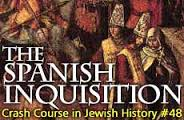 THE
SPANISH
INQUISITION
Crash Course in Jewish History #48